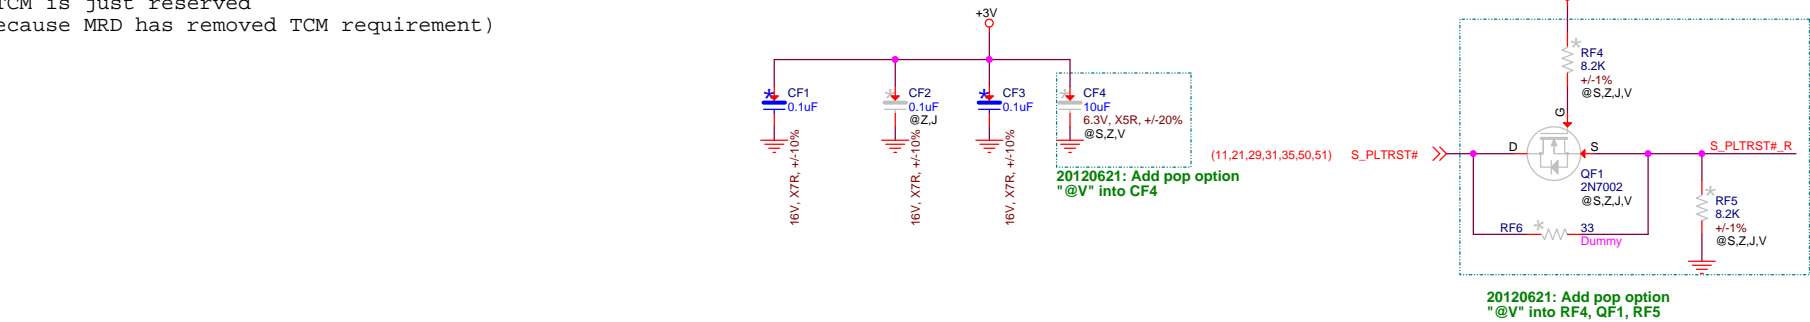 TCM is just reserved
ecause MRD has removed TCM requirement)
+3V
CF1
0.1uF
16V, X7R, +/-10%
CF2
0.1uF
@Z,J
16V, X7R, +/-10%
CF3
0.1uF
16V, X7R, +/-10%
CF4
10uF
6.3V, X5R, +/-20%
@S,Z,V
20120621: Add pop option
"@V" into CF4
RF4
8.2K
+/-1%
@S,Z,J,V
G
(11,21,29,31,35,50,51) S_PLTRST#
D
S
S_PLTRST#_R
QF1
2N7002
@S,Z,J,V
RF5
8.2K
+/-1%
@S,Z,J,V
RF6
33
Dummy
20120621: Add pop option
"@V" into RF4, QF1, RF5